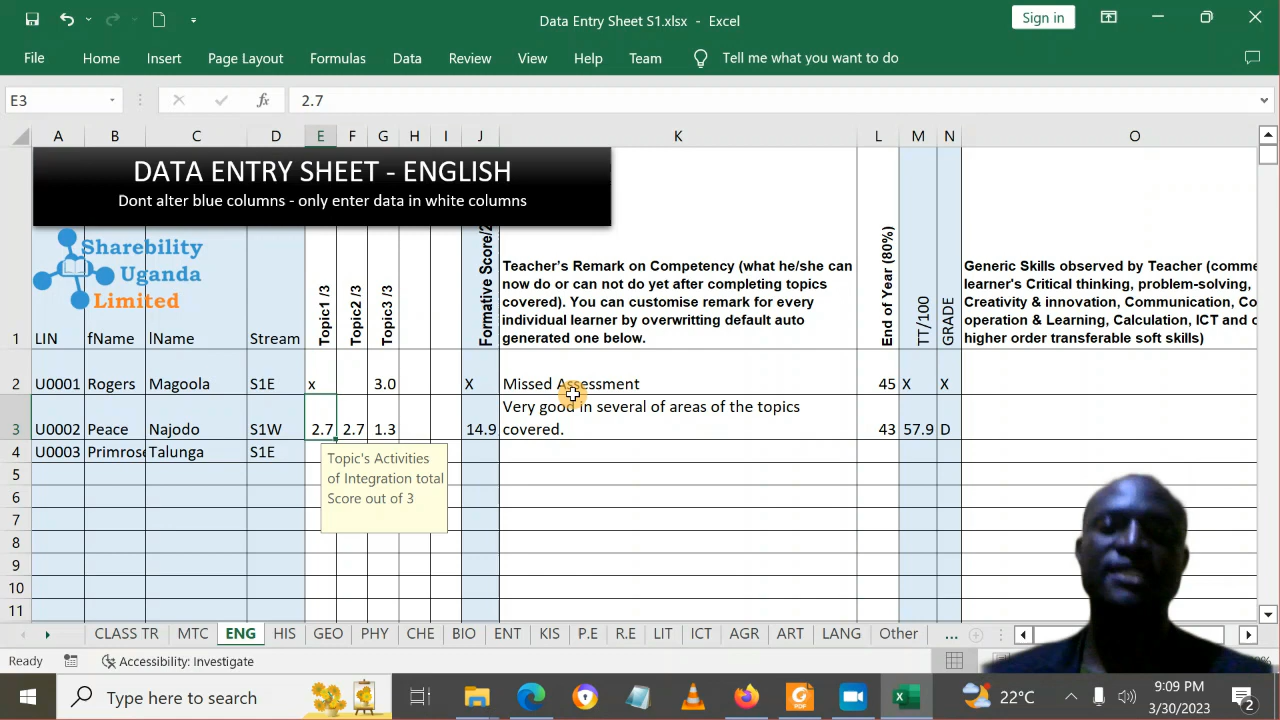 Data Entry Sheet S1.xlsx - Excel
Sign in
File Home Insert Page Layout Formulas Data Review View Help Team Tell me what you want to do
E3 fx 2.7
A B C D E F G H I J K L M N O
DATA ENTRY SHEET - ENGLISH
Dont alter blue columns - only enter data in white columns
Sharebility
Uganda
Limited
1 LIN fName lName Stream
Topic1 /3
Topic2 /3
Topic3 /3
Formative Score/2
Teacher's Remark on Competency (what he/she can
now do or can not do yet after completing topics
covered). You can customise remark for every
individual learner by overwritting default auto
generated one below.
End of Year (80%)
TT/100
GRADE
Generic Skills observed by Teacher (comme
learner's Critical thinking, problem-solving,
Creativity & innovation, Communication, Co
operation & Learning, Calculation, ICT and o
higher order transferable soft skills)
2 U0001 Rogers Magoola S1E x 3.0 X Missed Assessment 45 X X
Very good in several of areas of the topics
3 U0002 Peace Najodo S1W 2.7 2.7 1.3 14.9 covered. 43 57.9 D
4 U0003 Primrose Talunga S1E
Topic's Activities
of Integration total
Score out of 3
5
6
7
8
9
10
11
CLASS TR MTC ENG HIS GEO PHY CHE BIO ENT KIS P.E R.E LIT ICT AGR ART LANG Other ...
Ready Accessibility: Investigate
Type here to search
22°C
9:09 PM
3/30/2023
2